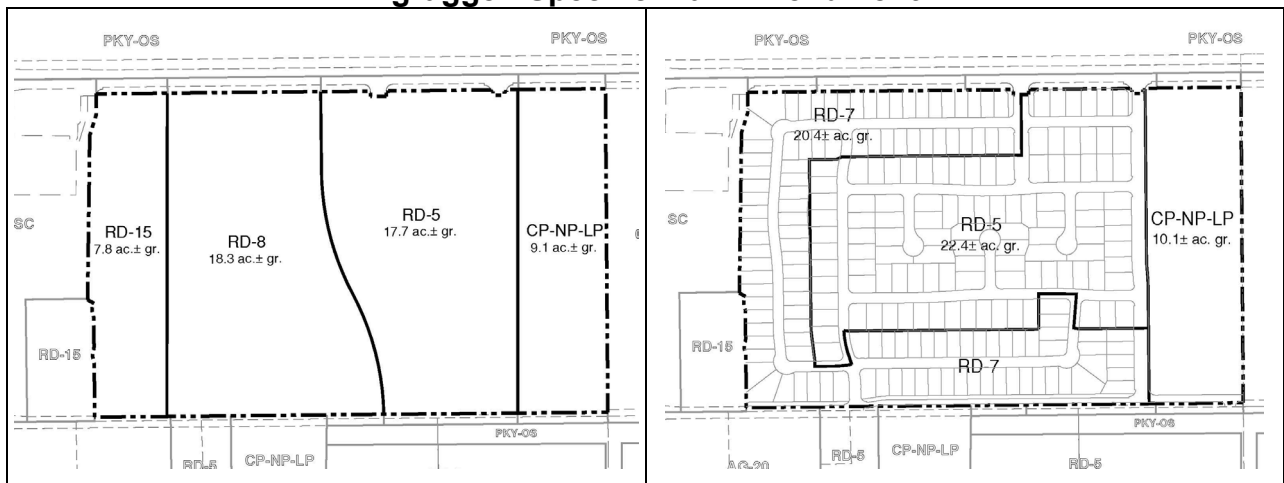 PKY-OS
PKY-OS
SC
RD-15
7.8 ac.± gr.
RD-8
18.3 ac.± gr.
RD-5
17.7 ac.± gr.
CP-NP-LP
9.1 ac.± gr.
RD-15
PKY-OS
RD-5
CP-NP-LP
PKY-OS
PKY-OS
RD-7
20.4± ac. gr.
SC
RD-5
22.4± ac. gr.
CP-NP-LP
10.1± ac. gr.
RD-15
RD-7
PKY-OS
AG-20
RD-5
CP-NP-LP
RD-5